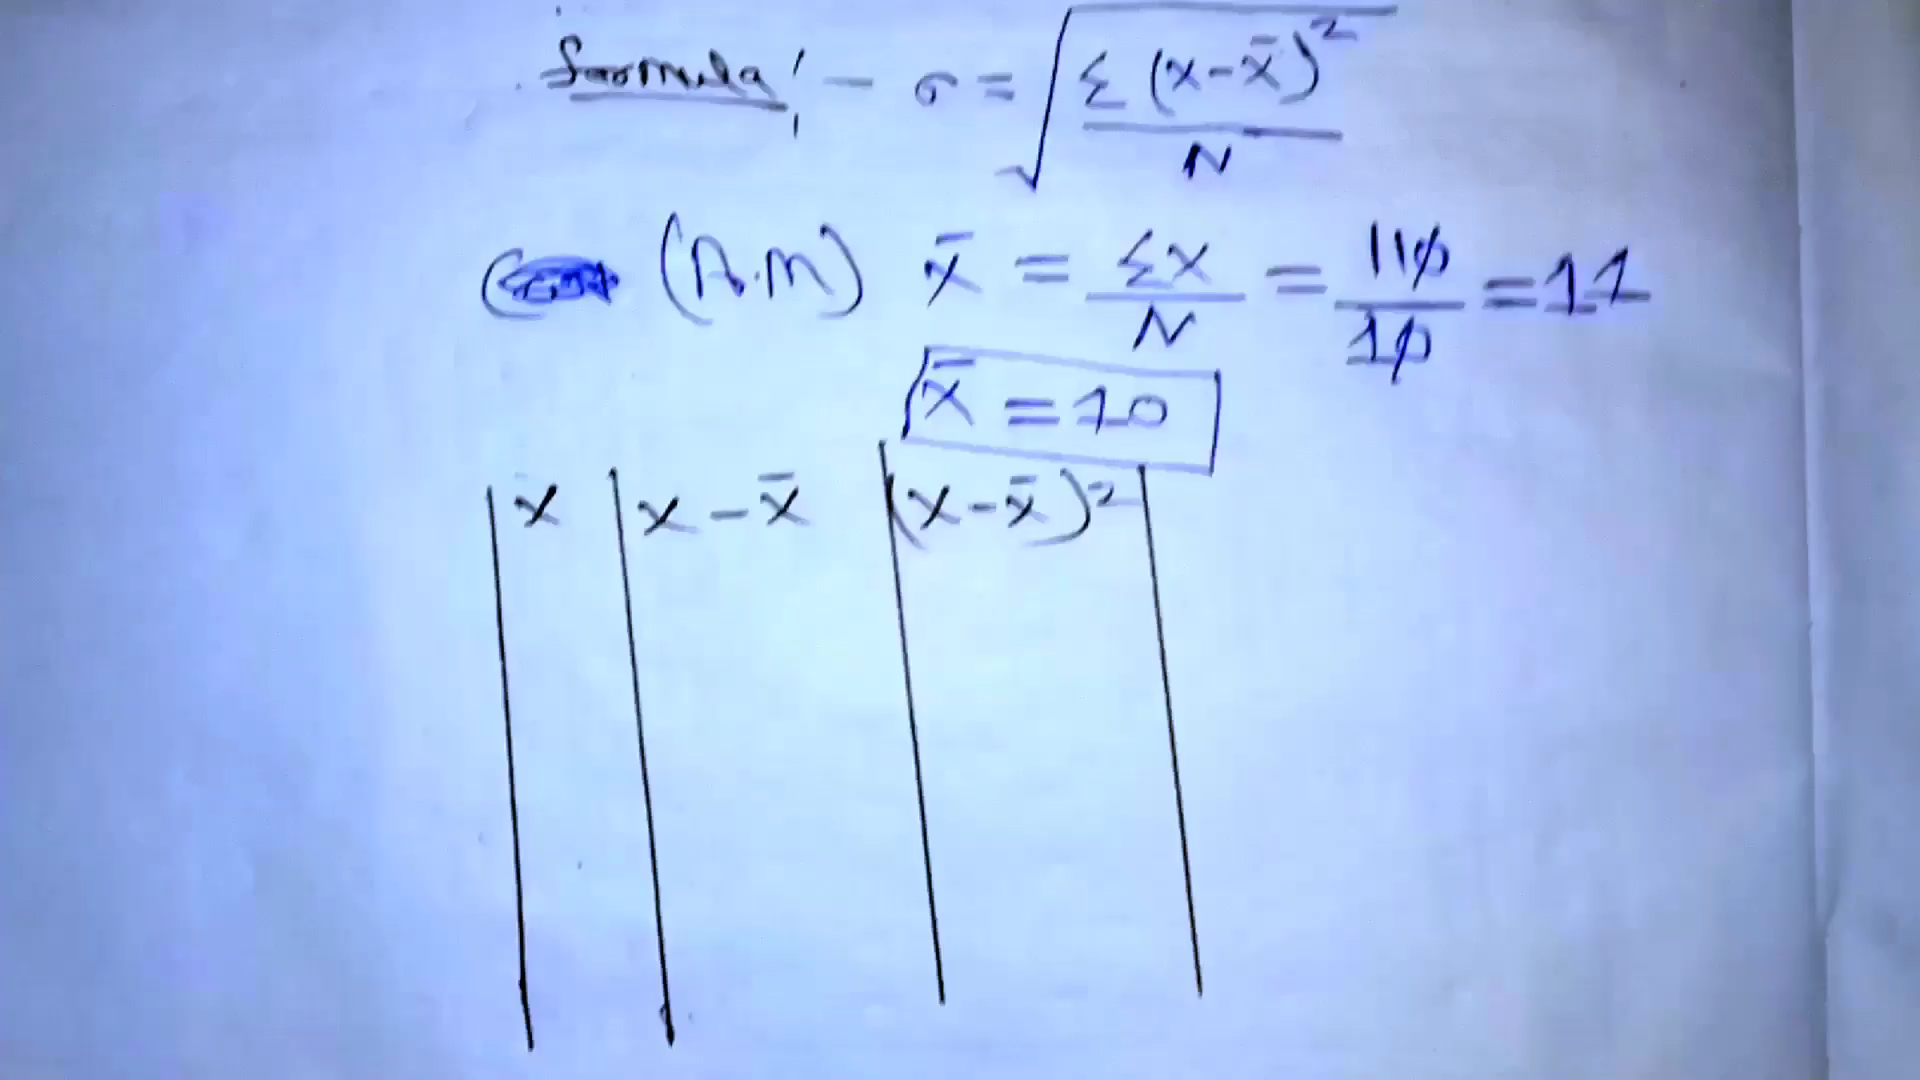 formula :- σ = √(Σ(x-x̄)² / N)
(A.M) x̄ = Σx / N = 110 / 10 = 11
x̄ = 10
x | x - x̄ | (x-x̄)²